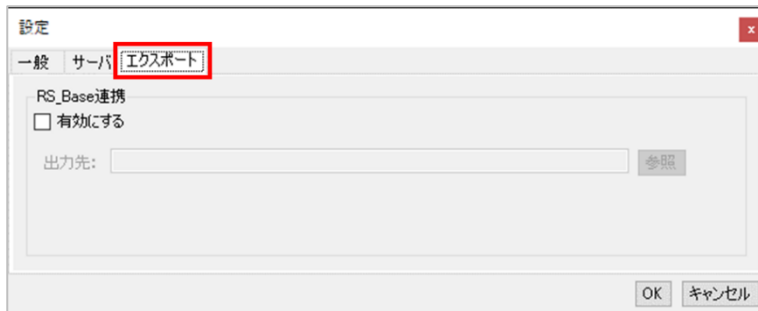 設定
x
一般 サーバ エクスポート
RS_Base連携
有効にする
出力先: 参照
OK キャンセル